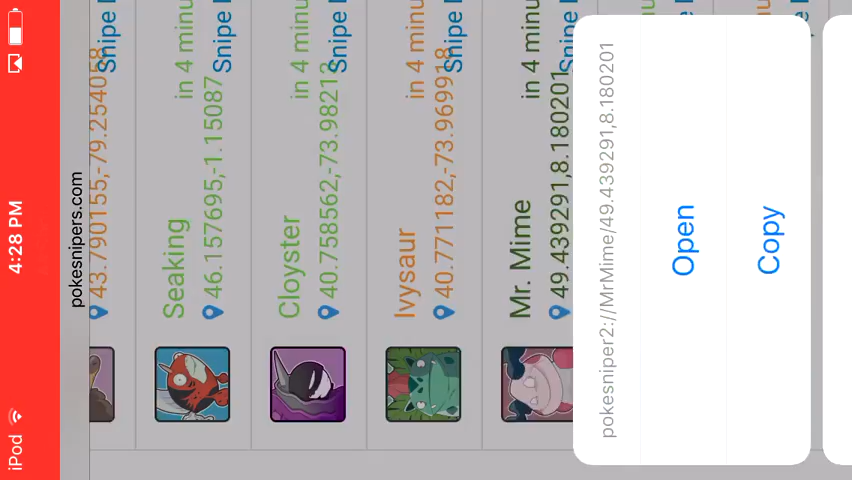 iPod
4:28 PM
pokesnipers.com
43.790155,-79.254058
Snipe
Seaking
in 4 minu
46.157695,-1.15087
Snipe
Cloyster
in 4 minu
40.758562,-73.98213
Snipe
Ivysaur
in 4 minu
40.771182,-73.969918
Snipe
Mr. Mime
in 4 minu
49.439291,8.180201
pokesniper2://MrMime/49.439291,8.180201
Open
Copy